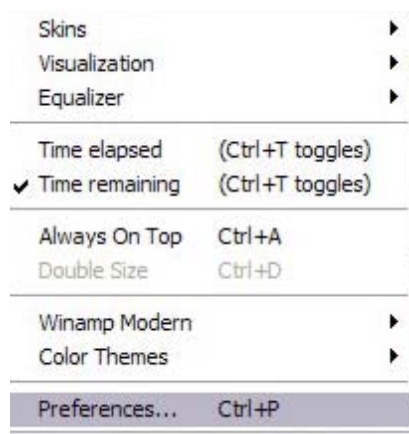 Skins
Visualization
Equalizer
Time elapsed (Ctrl+T toggles)
Time remaining (Ctrl+T toggles)
Always On Top Ctrl+A
Double Size Ctrl+D
Winamp Modern
Color Themes
Preferences... Ctrl+P